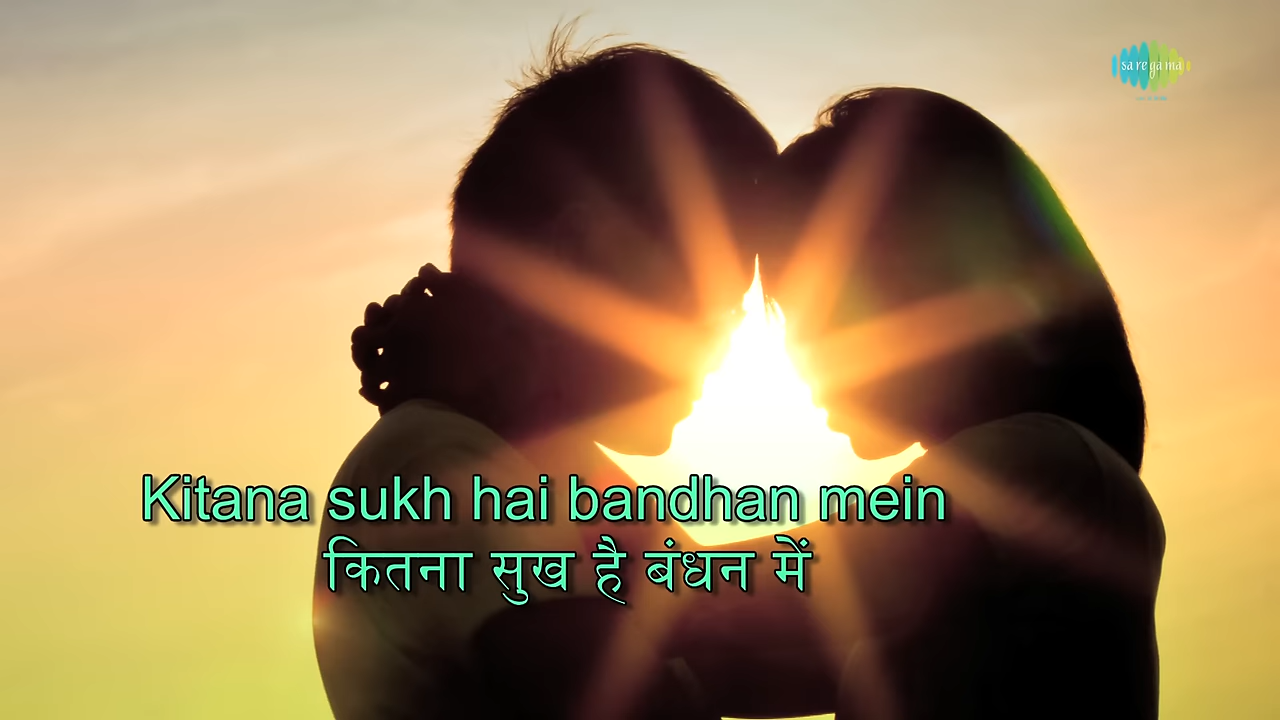 sa re ga ma
Kitana sukh hai bandhan mein
कितना सुख है बंधन में